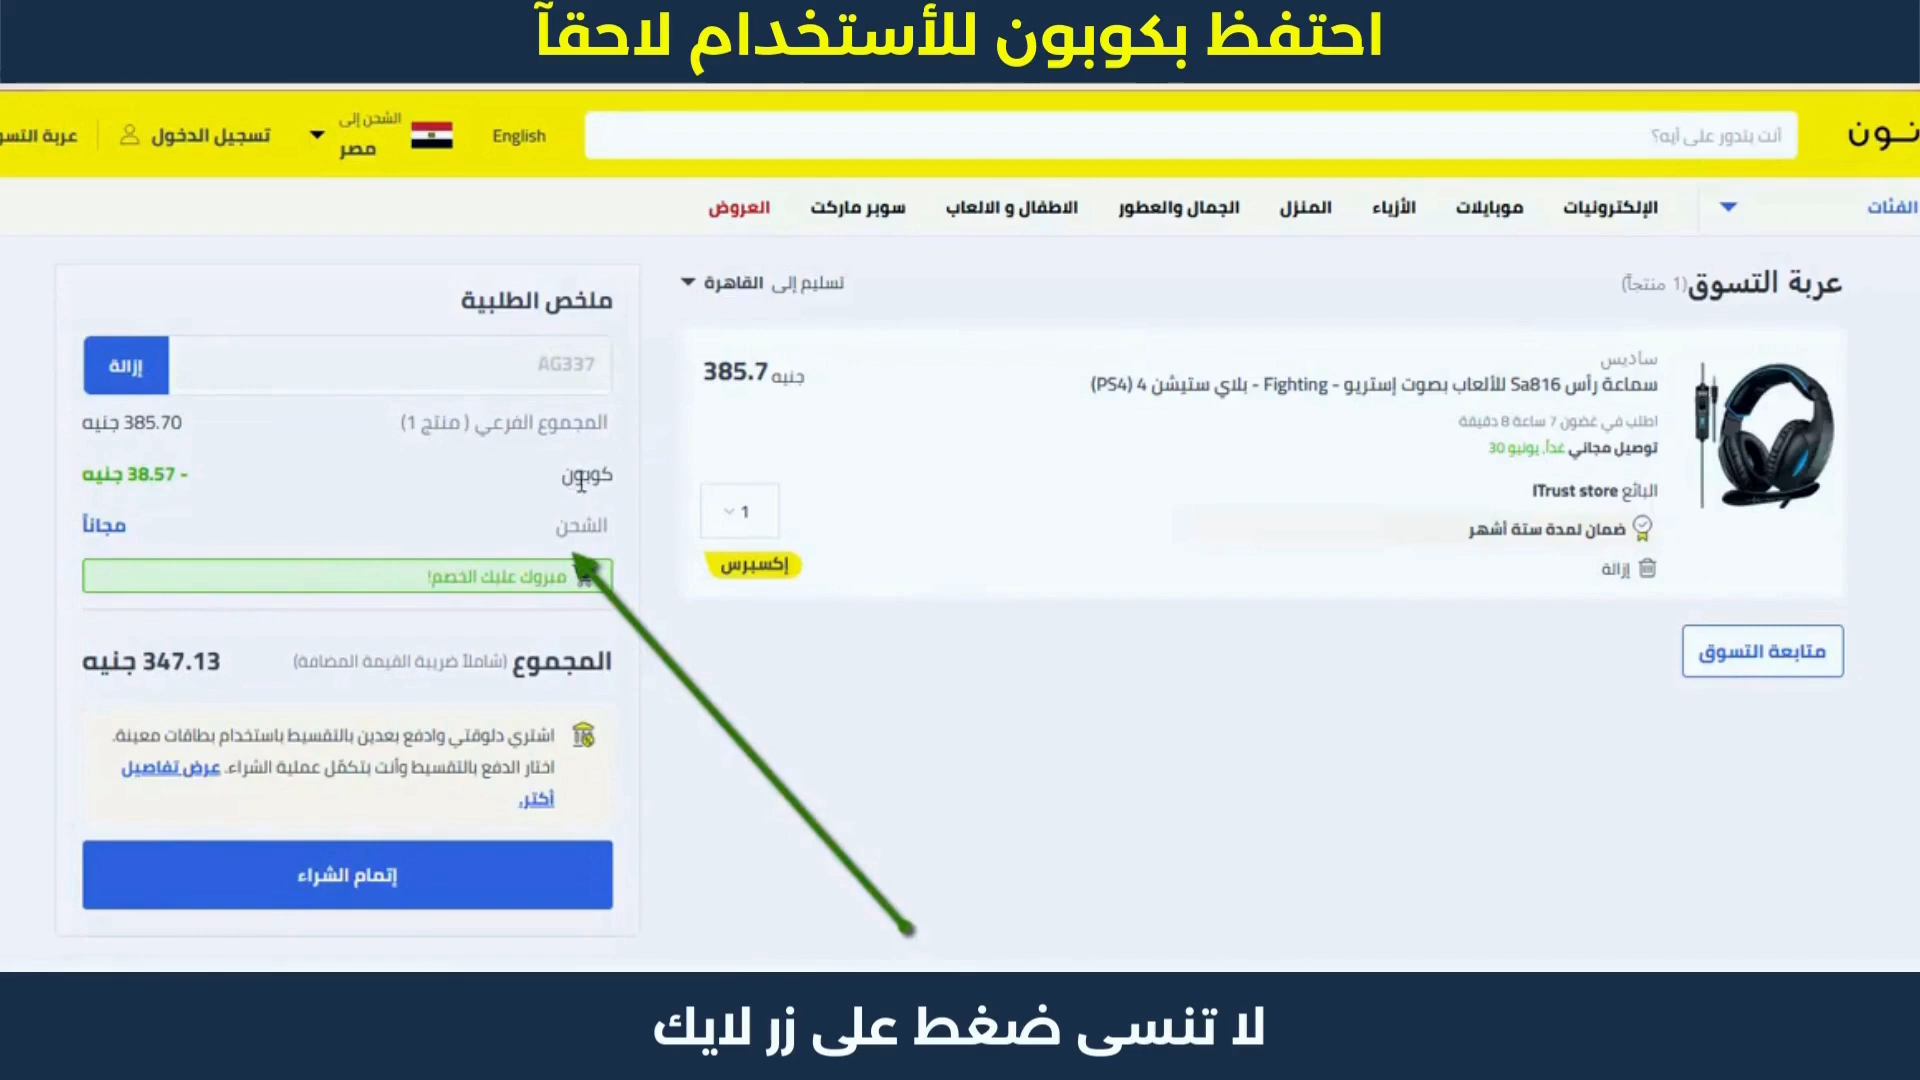 احتفظ بكوبون للأستخدام لاحقآ
أنت بتدور على أيه؟
English
الشحن إلى
مصر
تسجيل الدخول
الفئات
الإلكترونيات
موبايلات
الأزياء
المنزل
الجمال والعطور
الاطفال و الالعاب
سوبر ماركت
العروض
عربة التسوق (1 منتجاً)
تسليم إلى القاهرة
ساديس
سماعة رأس Sa816 للألعاب بصوت إستريو - Fighting - بلاي ستيشن 4 (PS4)
جنيه 385.7
اطلب في غضون 7 ساعة 8 دقيقة
توصيل مجاني غداً, يونيو 30
البائع ITrust store
ضمان لمدة ستة أشهر
إزالة
1
إكسبرس
متابعة التسوق
ملخص الطلبية
AG337
إزالة
المجموع الفرعي ( منتج 1)
385.70 جنيه
كوبون
- 38.57 جنيه
الشحن
مجاناً
مبروك عليك الخصم!
المجموع (شاملاً ضريبة القيمة المضافة)
347.13 جنيه
اشتري دلوقتي وادفع بعدين بالتقسيط باستخدام بطاقات معينة.
اختار الدفع بالتقسيط وأنت بتكمّل عملية الشراء. عرض تفاصيل
أكتر.
إتمام الشراء
لا تنسى ضغط على زر لايك